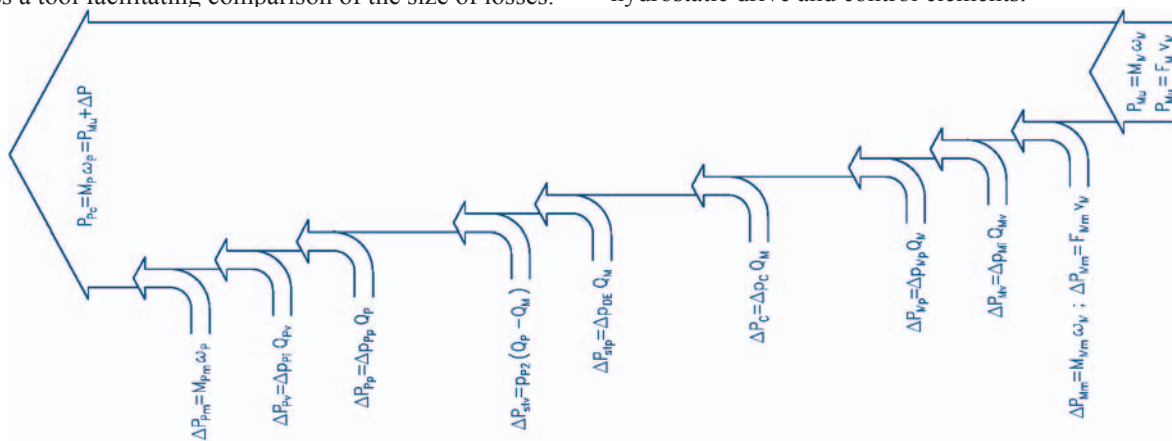 s a tool facilitating comparison of the size of losses.
hydrostatic drive and control elements.
P_Pc=M_P ω_P=P_Mu+ΔP
ΔP_Pm=M_Pm ω_P
ΔP_Pv=Δp_Pi Q_Pv
ΔP_Pp=Δp_Pp Q_P
ΔP_stv=p_P2 (Q_P-Q_M)
ΔP_stp=Δp_DE Q_M
ΔP_C=Δp_C Q_M
ΔP_Mp=Δp_Mp Q_M
ΔP_Mv=Δp_Mi Q_Mv
ΔP_Mm=M_Mm ω_M ; ΔP_Mm=F_Mm v_M
P_Mu=M_M ω_M
P_Mu=F_M v_M